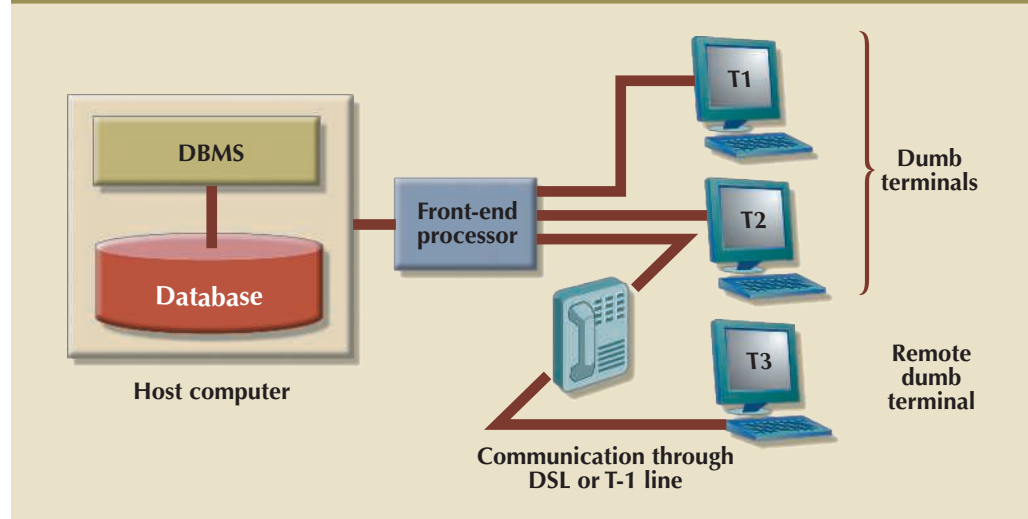 DBMS
Database
Host computer
Front-end
processor
T1
T2
Dumb
terminals
T3
Remote
dumb
terminal
Communication through
DSL or T-1 line